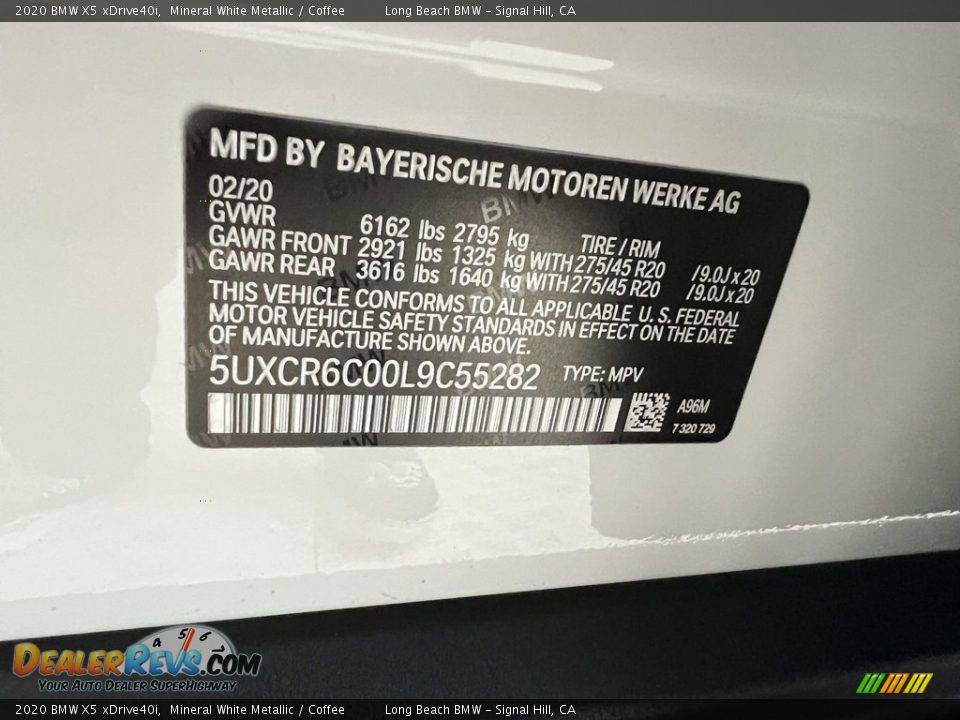 2020 BMW X5 xDrive40i, Mineral White Metallic / Coffee Long Beach BMW - Signal Hill, CA
MFD BY BAYERISCHE MOTOREN WERKE AG
02/20
GVWR 6162 lbs 2795 kg TIRE / RIM
GAWR FRONT 2921 lbs 1325 kg WITH 275/45 R20 /9.0J x 20
GAWR REAR 3616 lbs 1640 kg WITH 275/45 R20 /9.0J x 20
THIS VEHICLE CONFORMS TO ALL APPLICABLE U. S. FEDERAL
MOTOR VEHICLE SAFETY STANDARDS IN EFFECT ON THE DATE
OF MANUFACTURE SHOWN ABOVE.
5UXCR6C00L9C55282 TYPE: MPV
A96M
7 320 729
4 5 6
DEALERREVS.COM
YOUR AUTO DEALER SUPERHIGHWAY
2020 BMW X5 xDrive40i, Mineral White Metallic / Coffee Long Beach BMW - Signal Hill, CA